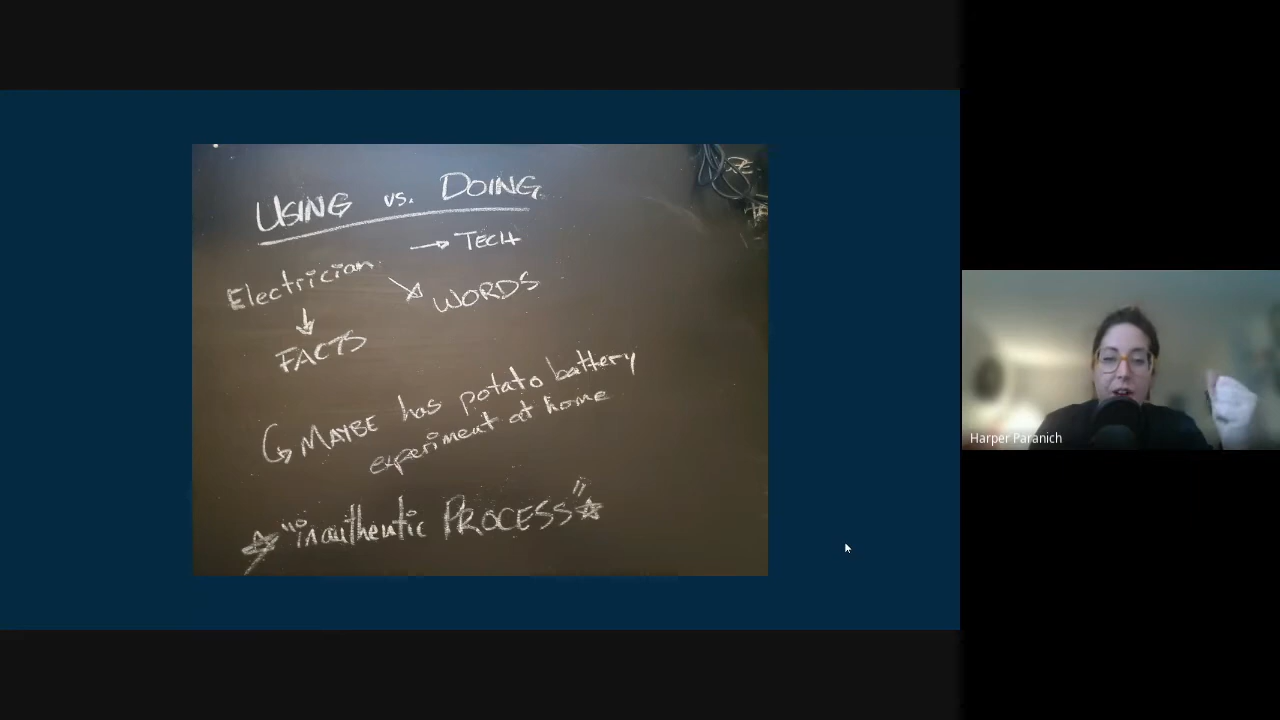 USING vs. DOING
→ TECH
Electrician
WORDS
↓
FACTS
MAYBE has potato battery
experiment at home
☆ "inauthentic PROCESS" ☆
Harper Paranich